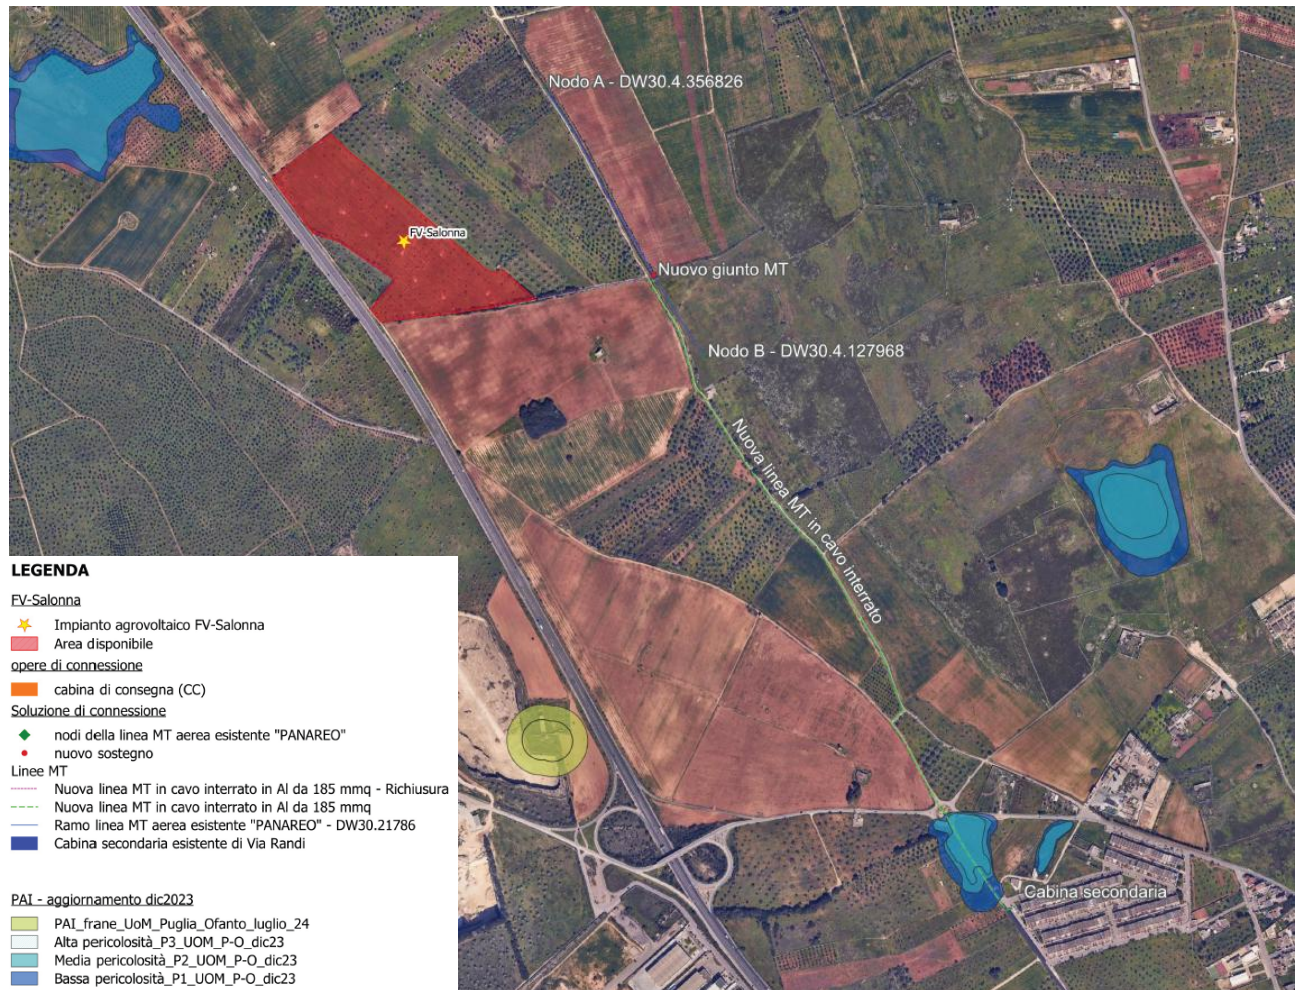 Nodo A - DW30.4.356826
FV-Salonna
Nuovo giunto MT
Nodo B - DW30.4.127968
Nuova linea MT in cavo interrato
Cabina secondaria
LEGENDA
FV-Salonna
Impianto agrovoltaico FV-Salonna
Area disponibile
opere di connessione
cabina di consegna (CC)
Soluzione di connessione
nodi della linea MT aerea esistente "PANAREO"
nuovo sostegno
Linee MT
Nuova linea MT in cavo interrato in Al da 185 mmq - Richiusura
Nuova linea MT in cavo interrato in Al da 185 mmq
Ramo linea MT aerea esistente "PANAREO" - DW30.21786
Cabina secondaria esistente di Via Randi
PAI - aggiornamento dic2023
PAI_frane_UoM_Puglia_Ofanto_luglio_24
Alta pericolosità_P3_UOM_P-O_dic23
Media pericolosità_P2_UOM_P-O_dic23
Bassa pericolosità_P1_UOM_P-O_dic23